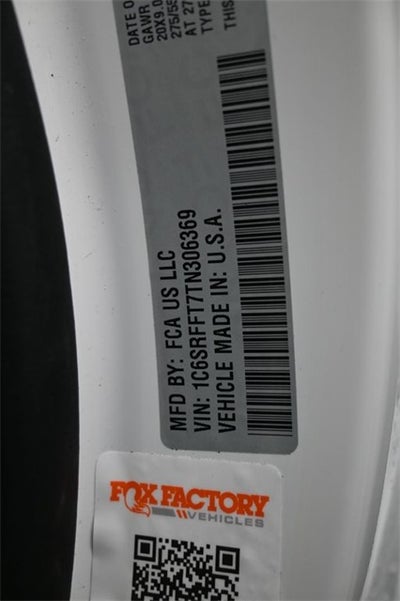 MFD BY: FCA US LLC
VIN: 1C6SRFFT7TN306369
VEHICLE MADE IN: U.S.A.
DATE O
GAWR
20X9.0
275/55
AT 27
TYPE
THIS
FOX FACTORY
VEHICLES